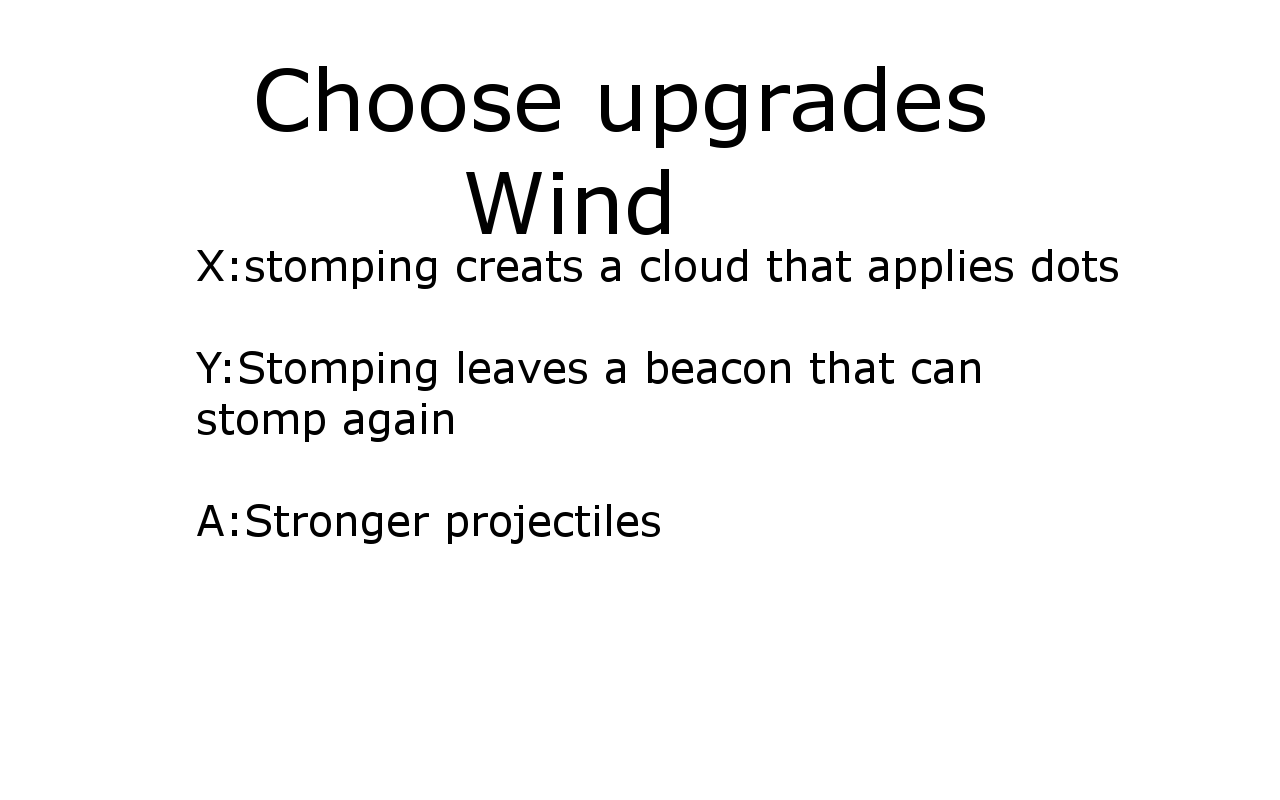 Choose upgrades
Wind
X:stomping creats a cloud that applies dots
Y:Stomping leaves a beacon that can
stomp again
A:Stronger projectiles